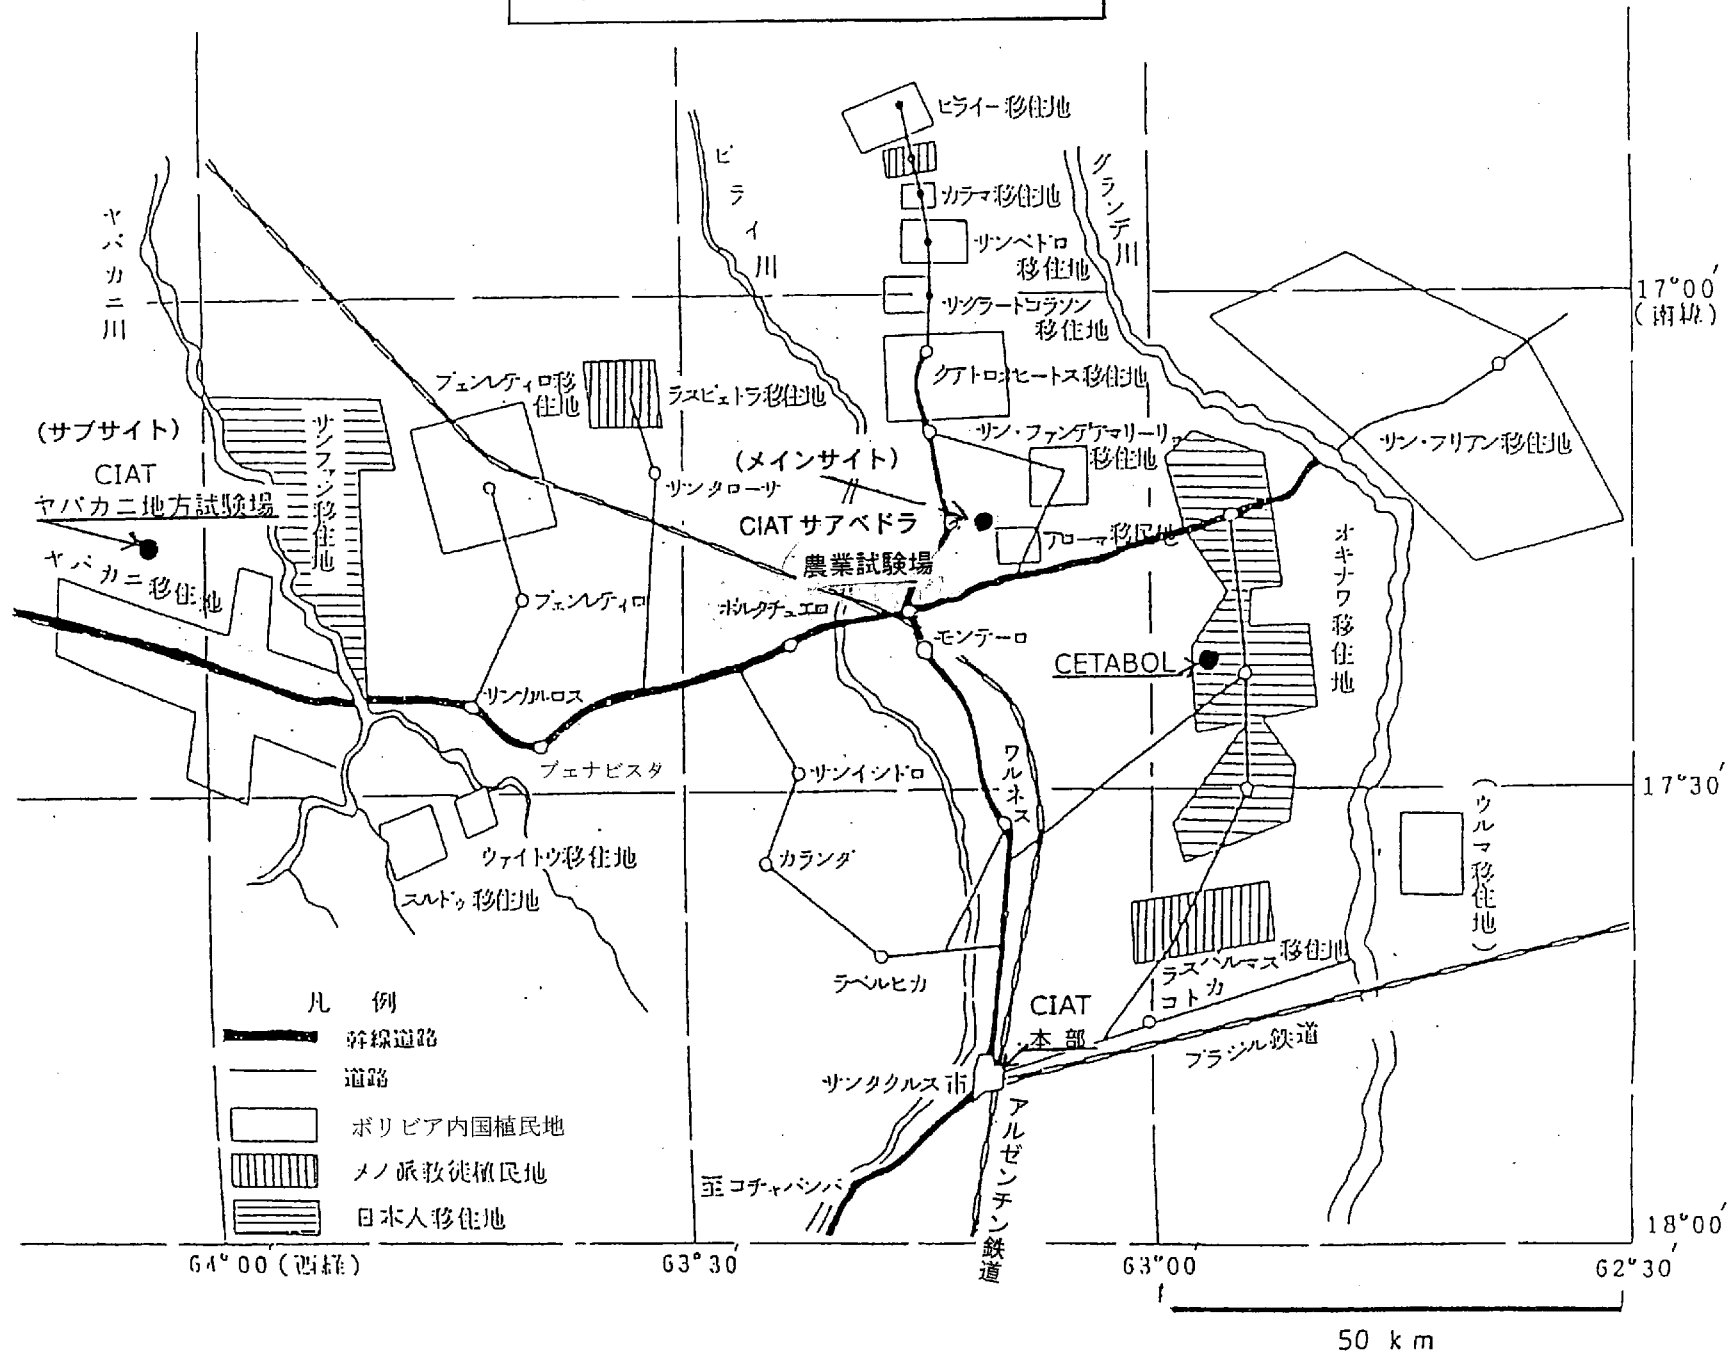 ピライー移住地
カラマ移住地
サンペドロ
移住地
サグラートコラソン
移住地
クアトロヒートス移住地
サン・ファンデアマリーリョ
移住地
アローマ移民地
グランデ川
ピライ川
ヤパカニ川
17°00′
(南緯)
ブエンレティロ移
住地
ラスピエトラ移住地
サンタローサ
サンファン移住地
(サブサイト)
CIAT
ヤパカニ地方試験場
ヤパカニ移住地
(メインサイト)
CIAT サアベドラ
農業試験場
サン・フリアン移住地
オキナワ移住地
ブエンレティロ
ポルタチュエロ
モンテーロ
CETABOL
サンカルロス
ブエナビスタ
サンイシドロ
ワルネス
17°30′
(ウルマ移住地)
カランダ
ウァイトゥ移住地
スルドゥ移住地
ラベルヒカ
ラスパルマス移住地
コトカ
CIAT
本部
ブラジル鉄道
サンタクルス市
アルゼンチン鉄道
至コチャバンバ
凡 例
幹線道路
道路
ボリビア内国植民地
メノ派教徒植民地
日本人移住地
18°00′
64°00′(西経)
63°30′
63°00′
62°30′
50 km